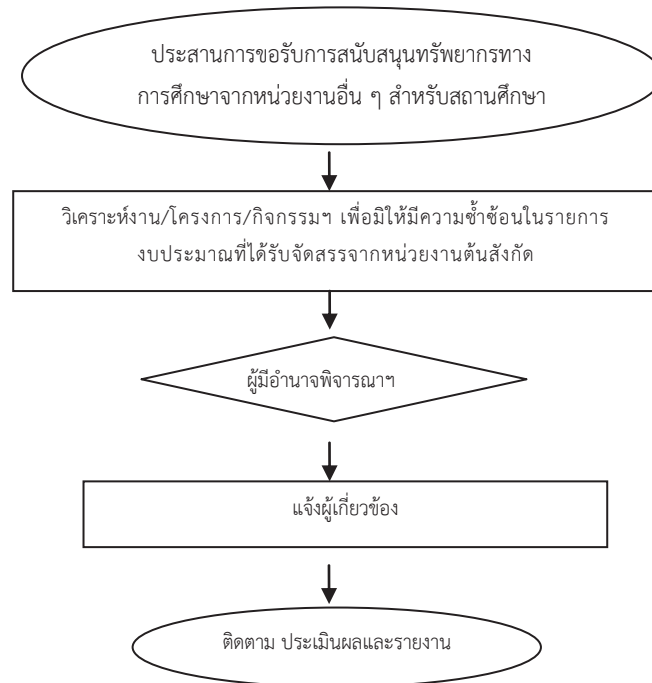 ประสานการขอรับการสนับสนุนทรัพยากรทาง
การศึกษาจากหน่วยงานอื่น ๆ สำหรับสถานศึกษา
วิเคราะห์งาน/โครงการ/กิจกรรมฯ เพื่อมิให้มีความซ้ำซ้อนในรายการ
งบประมาณที่ได้รับจัดสรรจากหน่วยงานต้นสังกัด
ผู้มีอำนาจพิจารณาฯ
แจ้งผู้เกี่ยวข้อง
ติดตาม ประเมินผลและรายงาน